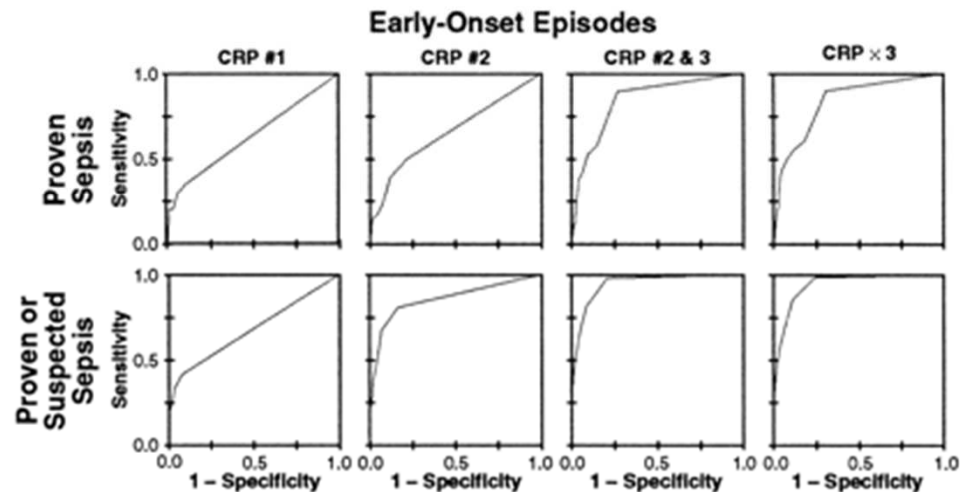 Early-Onset Episodes
CRP #1
CRP #2
CRP #2 & 3
CRP × 3
Proven
Sepsis
Sensitivity
1.0
0.5
0.0
Proven or
Suspected
Sepsis
Sensitivity
1.0
0.5
0.0
0.0 0.5 1.0
0.0 0.5 1.0
0.0 0.5 1.0
0.0 0.5 1.0
1 – Specificity
1 – Specificity
1 – Specificity
1 – Specificity